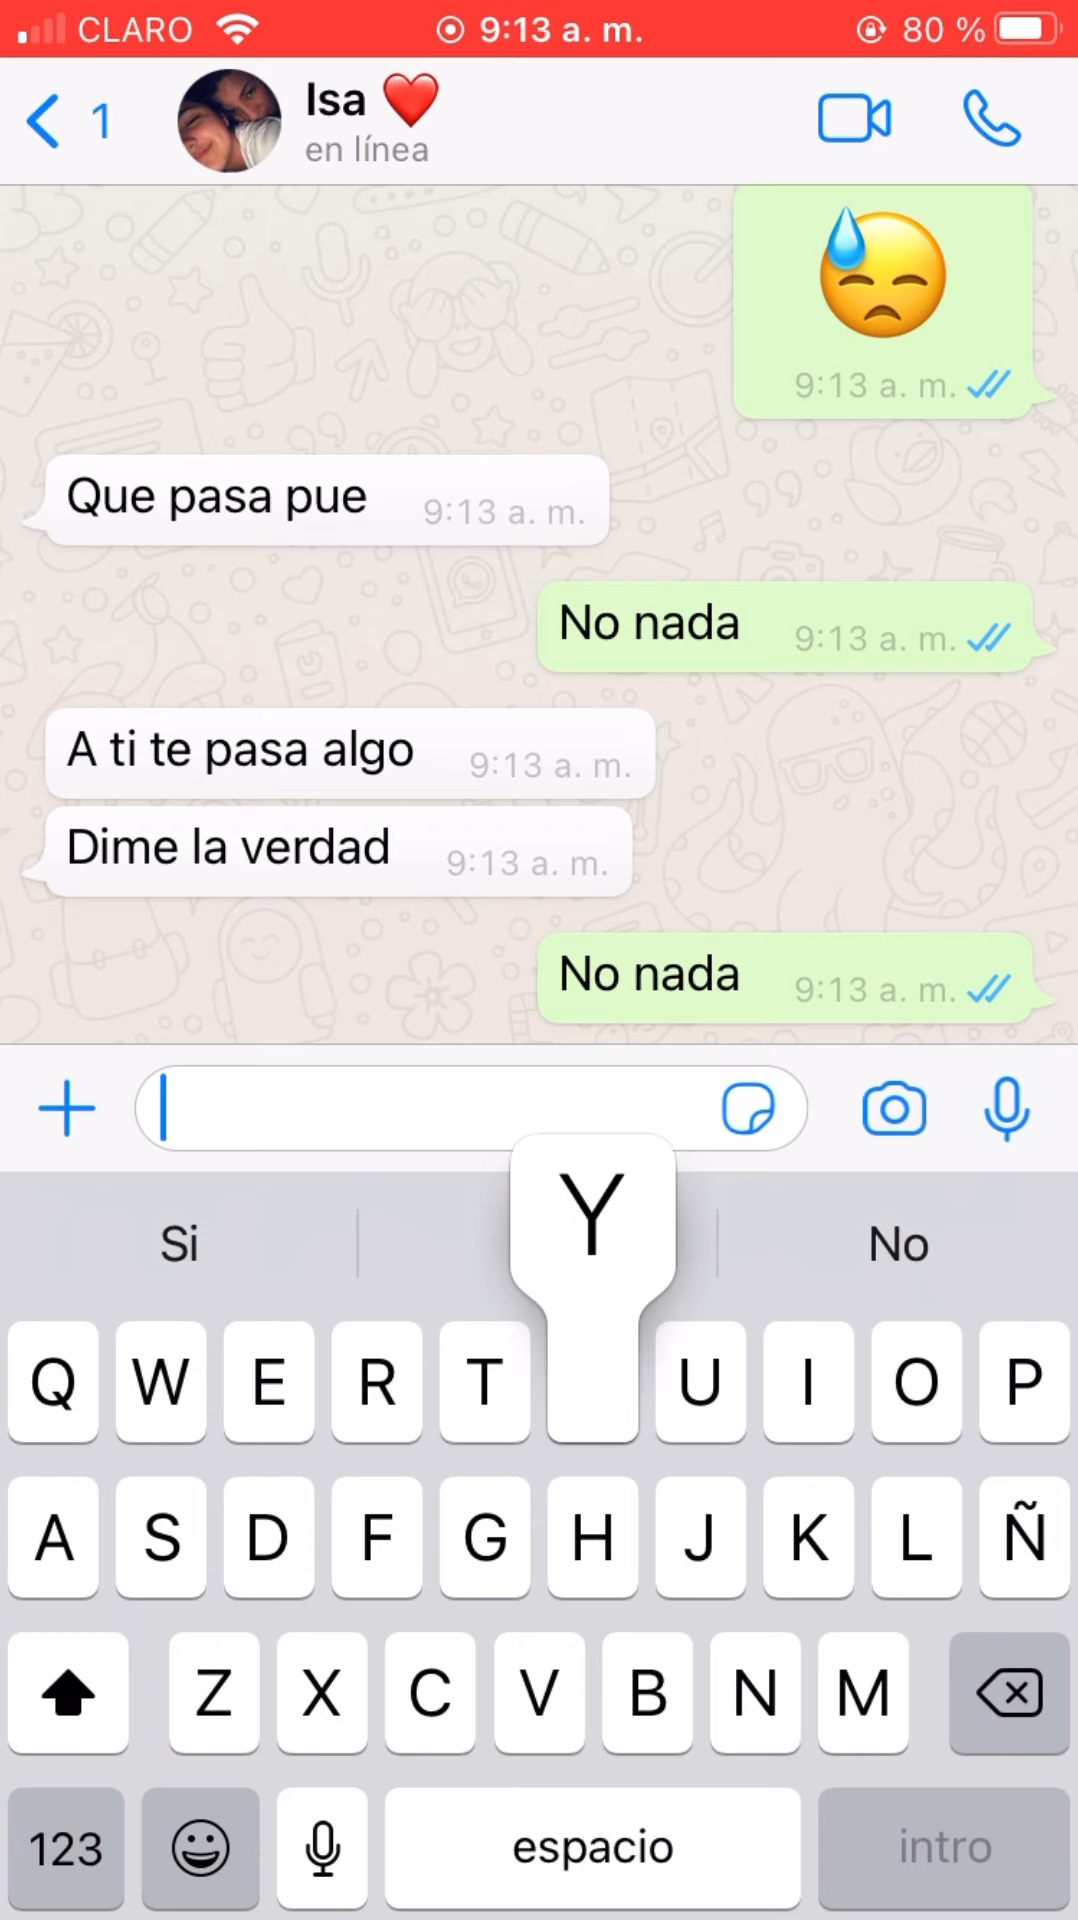 CLARO 9:13 a. m. 80 %
1 Isa ❤️
en línea
😓
9:13 a. m.
Que pasa pue 9:13 a. m.
No nada 9:13 a. m.
A ti te pasa algo 9:13 a. m.
Dime la verdad 9:13 a. m.
No nada 9:13 a. m.
Si Y No
Q W E R T U I O P
A S D F G H J K L Ñ
Z X C V B N M
123 espacio intro